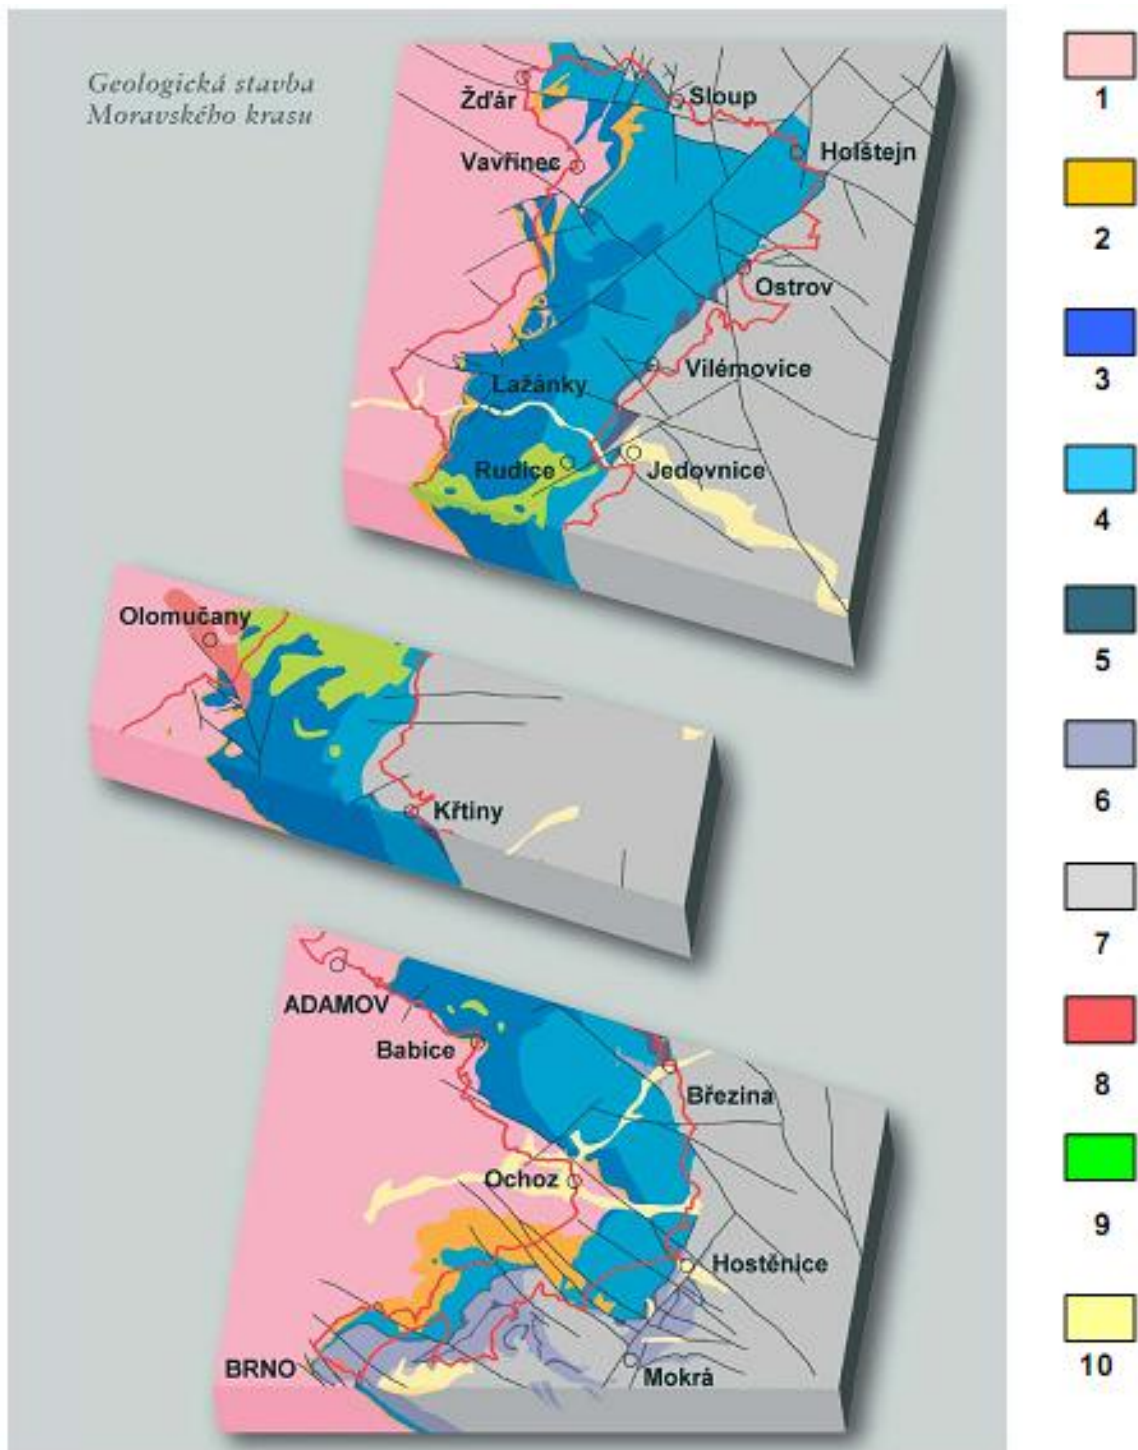 Geologická stavba
Moravského krasu
Žďár
Sloup
Vavřinec
Holštejn
Ostrov
Vilémovice
Lažánky
Rudice
Jedovnice
Olomučany
Křtiny
ADAMOV
Babice
Březina
Ochoz
Hostěnice
BRNO
Mokrá
1
2
3
4
5
6
7
8
9
10